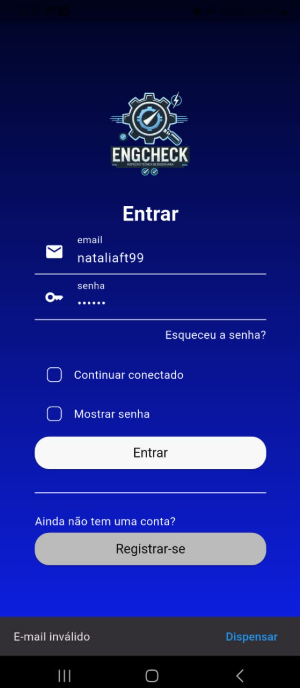 ENGCHECK
Entrar
email
nataliaft99
senha
••••••
Esqueceu a senha?
Continuar conectado
Mostrar senha
Entrar
Ainda não tem uma conta?
Registrar-se
E-mail inválido
Dispensar